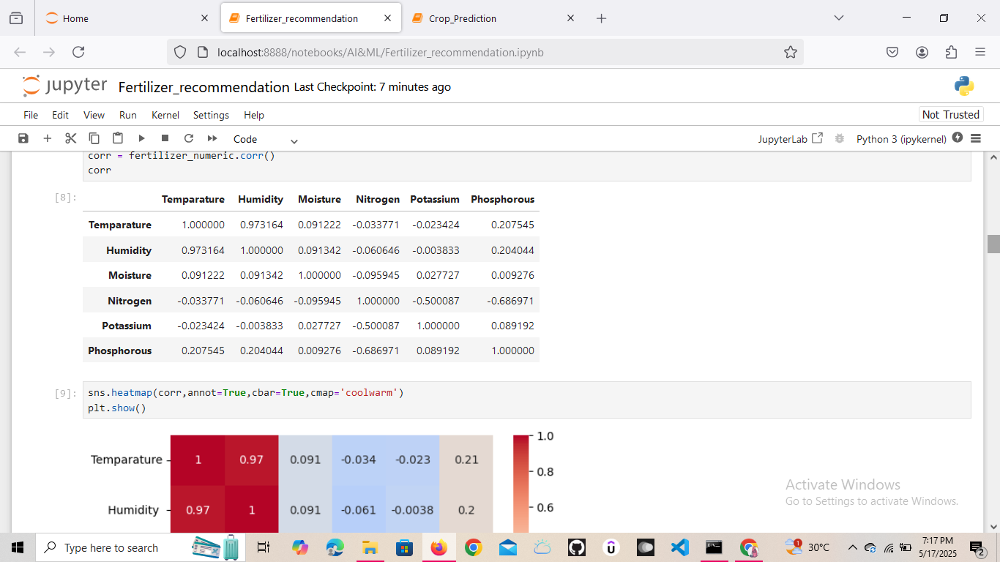 Home
Fertilizer_recommendation
Crop_Prediction
localhost:8888/notebooks/AI&ML/Fertilizer_recommendation.ipynb
jupyter Fertilizer_recommendation Last Checkpoint: 7 minutes ago
File Edit View Run Kernel Settings Help
Not Trusted
Code
JupyterLab
Python 3 (ipykernel)
corr = fertilizer_numeric.corr()
corr
[8]:
Temparature Humidity Moisture Nitrogen Potassium Phosphorous
Temparature 1.000000 0.973164 0.091222 -0.033771 -0.023424 0.207545
Humidity 0.973164 1.000000 0.091342 -0.060646 -0.003833 0.204044
Moisture 0.091222 0.091342 1.000000 -0.095945 0.027727 0.009276
Nitrogen -0.033771 -0.060646 -0.095945 1.000000 -0.500087 -0.686971
Potassium -0.023424 -0.003833 0.027727 -0.500087 1.000000 0.089192
Phosphorous 0.207545 0.204044 0.009276 -0.686971 0.089192 1.000000
[9]:
sns.heatmap(corr,annot=True,cbar=True,cmap='coolwarm')
plt.show()
1.0
Temparature 1 0.97 0.091 -0.034 -0.023 0.21
0.8
Humidity 0.97 1 0.091 -0.061 -0.0038 0.2
0.6
Activate Windows
Go to Settings to activate Windows.
Type here to search
1
30°C
7:17 PM
5/17/2025
2